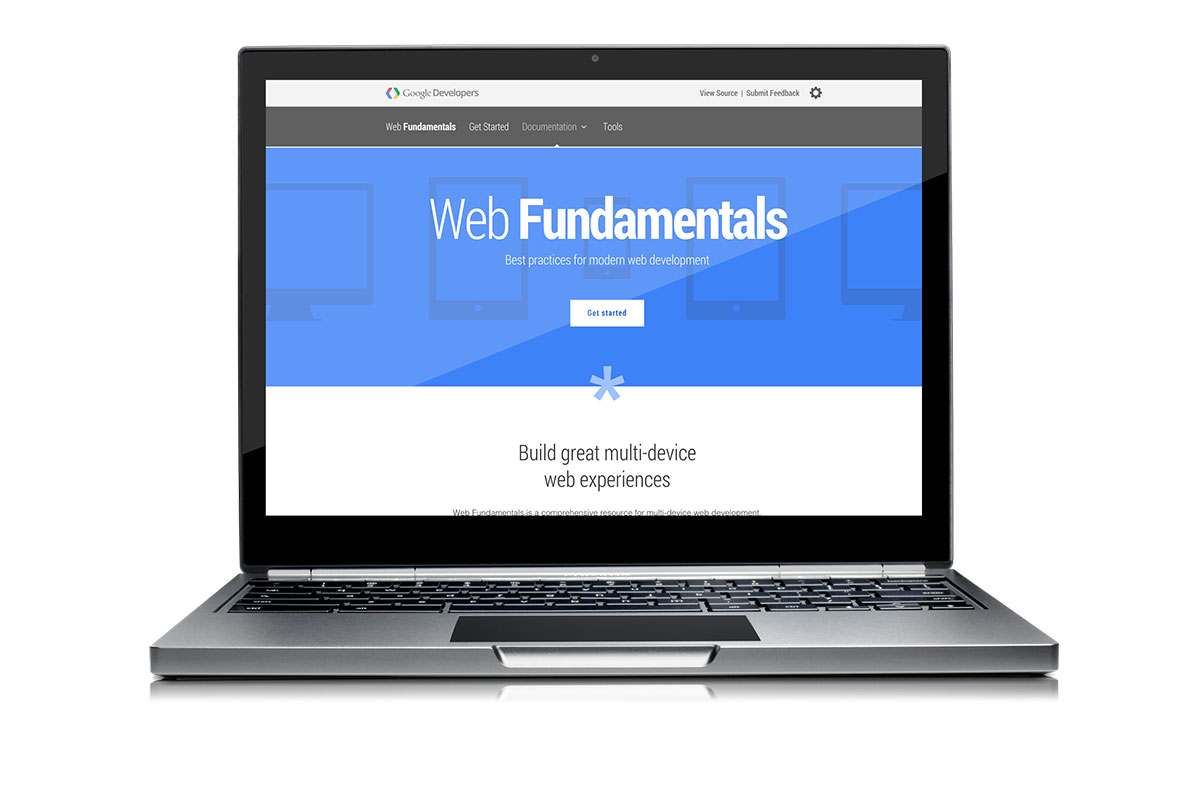 Google Developers
View Source | Submit Feedback
Web Fundamentals Get Started Documentation Tools
Web Fundamentals
Best practices for modern web development
Get started
*
Build great multi-device
web experiences
Web Fundamentals is a comprehensive resource for multi-device web development.